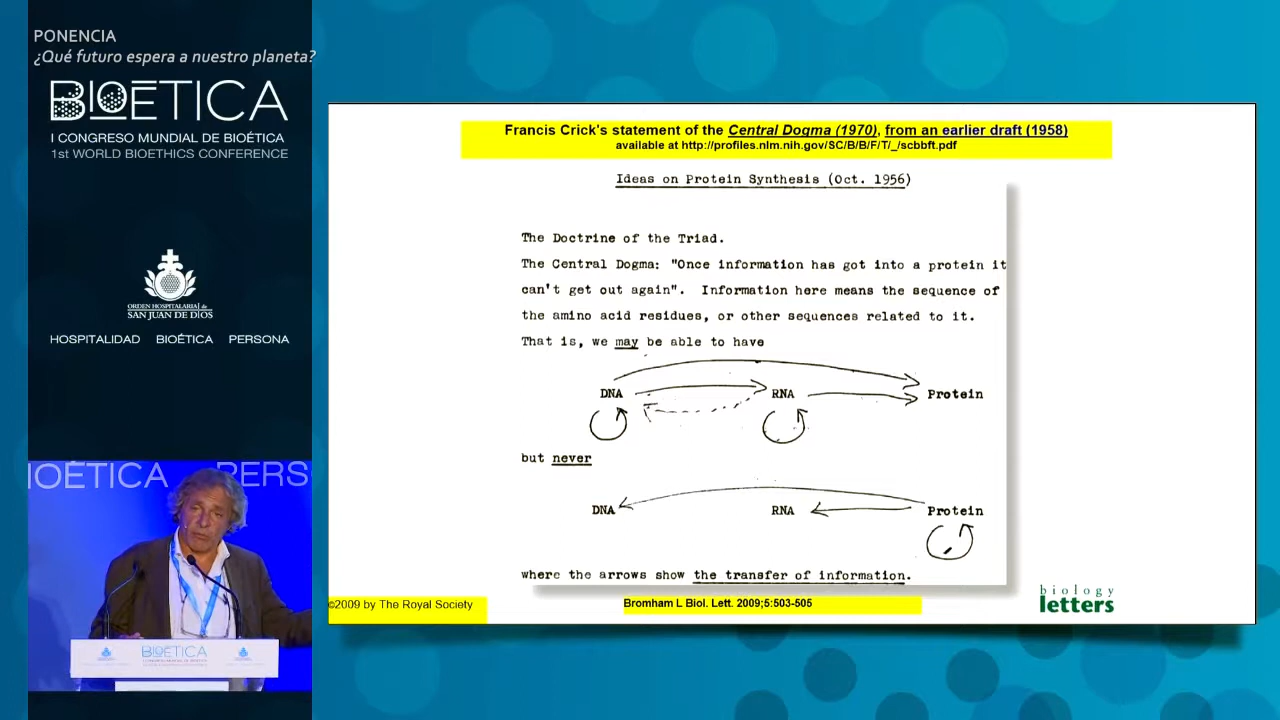 PONENCIA
¿Qué futuro espera a nuestro planeta?
BIOÉTICA
I CONGRESO MUNDIAL DE BIOÉTICA
1st WORLD BIOETHICS CONFERENCE
ORDEN HOSPITALARIA de
SAN JUAN DE DIOS
HOSPITALIDAD BIOÉTICA PERSONA
IOÉTICA PERS
BIOÉTICA
Francis Crick's statement of the Central Dogma (1970), from an earlier draft (1958)
available at http://profiles.nlm.nih.gov/SC/B/B/F/T/_/scbbft.pdf
Ideas on Protein Synthesis (Oct. 1956)
The Doctrine of the Triad.
The Central Dogma: "Once information has got into a protein it
can't get out again". Information here means the sequence of
the amino acid residues, or other sequences related to it.
That is, we may be able to have
DNA RNA Protein
but never
DNA RNA Protein
where the arrows show the transfer of information.
©2009 by The Royal Society
Bromham L Biol. Lett. 2009;5:503-505
biology
letters